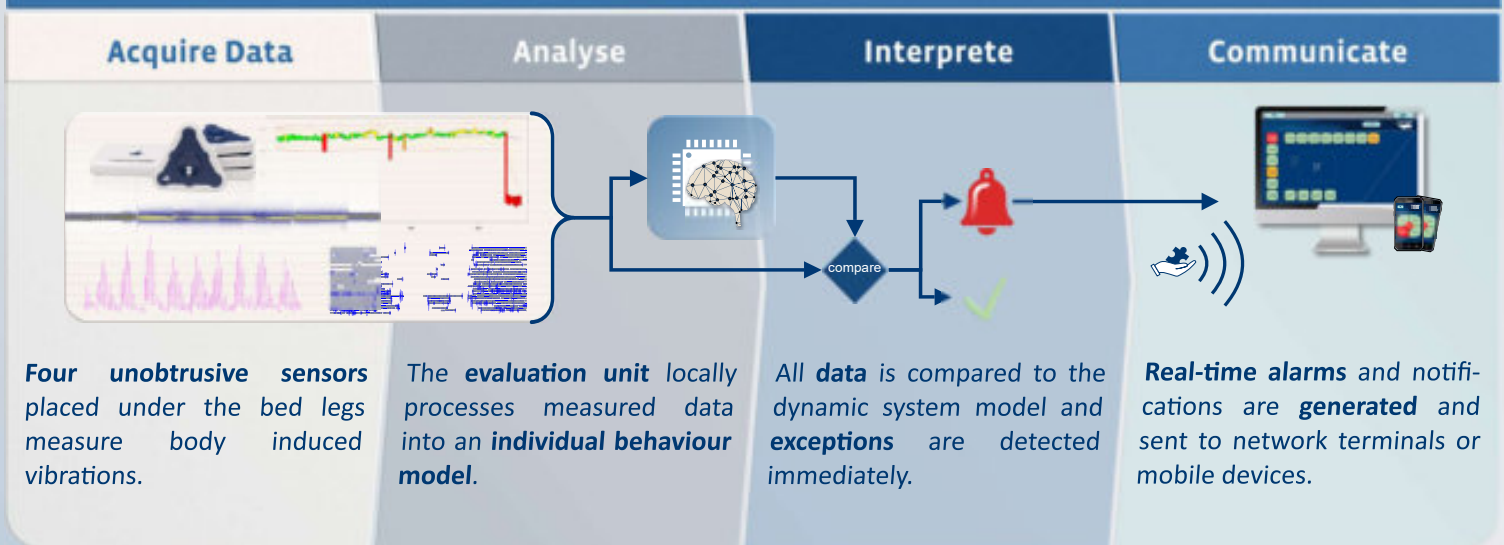 Acquire Data
Analyse
Interprete
Communicate
compare
Four unobtrusive sensors
placed under the bed legs
measure body induced
vibrations.
The evaluation unit locally
processes measured data
into an individual behaviour
model.
All data is compared to the
dynamic system model and
exceptions are detected
immediately.
Real-time alarms and notifi-
cations are generated and
sent to network terminals or
mobile devices.